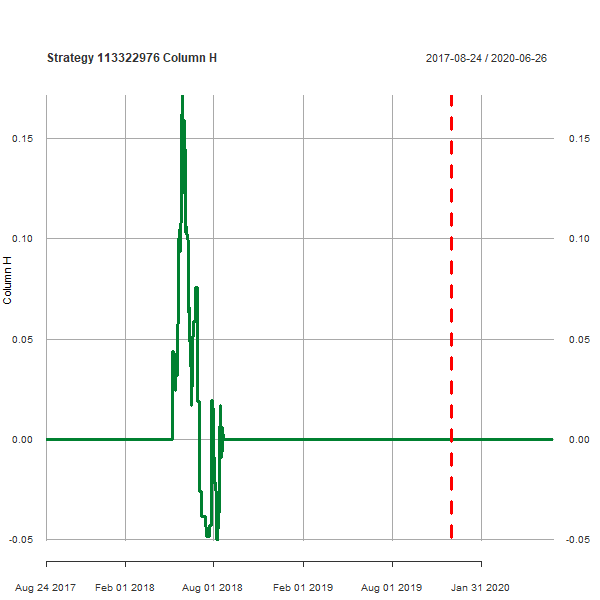 Strategy 113322976 Column H 2017-08-24 / 2020-06-26
0.15 0.15
0.10 0.10
Column H
0.05 0.05
0.00 0.00
-0.05 -0.05
Aug 24 2017 Feb 01 2018 Aug 01 2018 Feb 01 2019 Aug 01 2019 Jan 31 2020